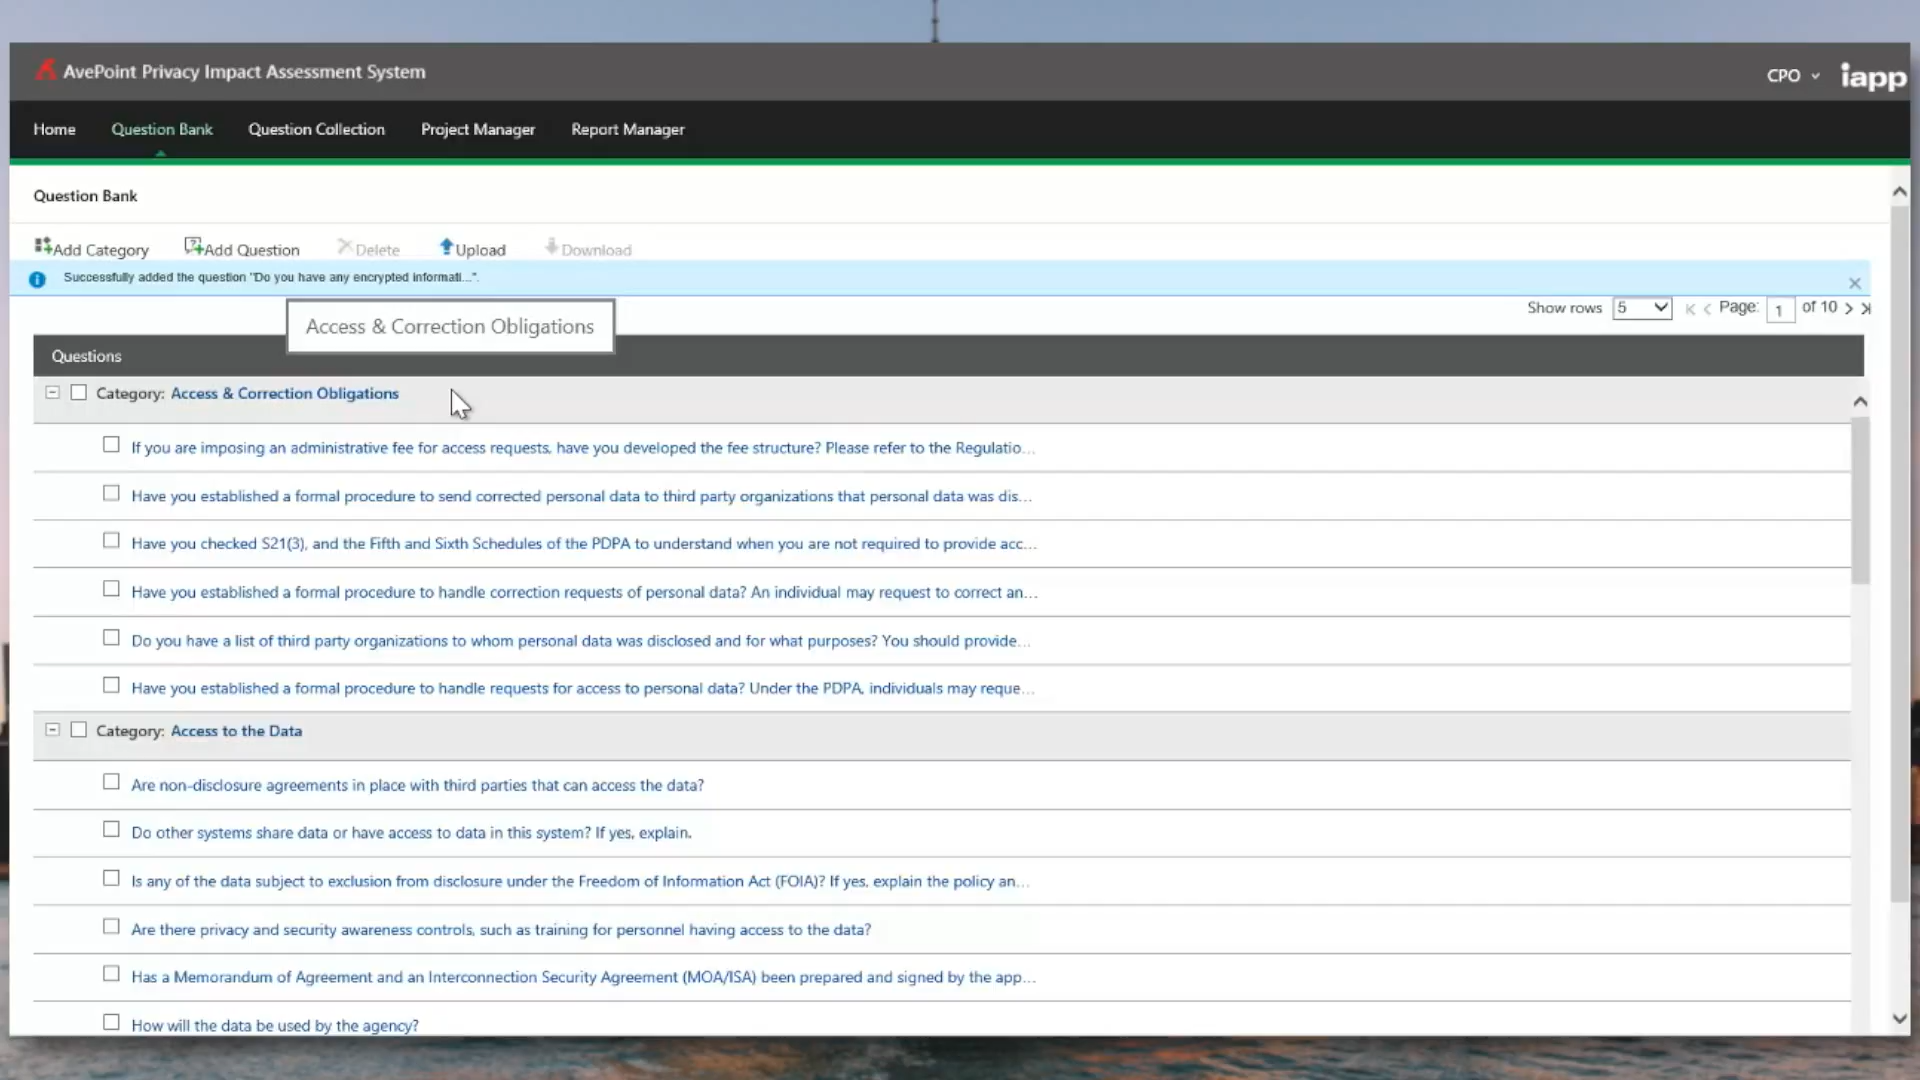 AvePoint Privacy Impact Assessment System
CPO
iapp
Home Question Bank Question Collection Project Manager Report Manager
Question Bank
Add Category Add Question Delete Upload Download
Successfully added the question "Do you have any encrypted informati...".
Show rows 5 Page: 1 of 10
Access & Correction Obligations
Questions
Category: Access & Correction Obligations
If you are imposing an administrative fee for access requests, have you developed the fee structure? Please refer to the Regulatio...
Have you established a formal procedure to send corrected personal data to third party organizations that personal data was dis...
Have you checked S21(3), and the Fifth and Sixth Schedules of the PDPA to understand when you are not required to provide acc...
Have you established a formal procedure to handle correction requests of personal data? An individual may request to correct an...
Do you have a list of third party organizations to whom personal data was disclosed and for what purposes? You should provide...
Have you established a formal procedure to handle requests for access to personal data? Under the PDPA, individuals may reque...
Category: Access to the Data
Are non-disclosure agreements in place with third parties that can access the data?
Do other systems share data or have access to data in this system? If yes, explain.
Is any of the data subject to exclusion from disclosure under the Freedom of Information Act (FOIA)? If yes, explain the policy an...
Are there privacy and security awareness controls, such as training for personnel having access to the data?
Has a Memorandum of Agreement and an Interconnection Security Agreement (MOA/ISA) been prepared and signed by the app...
How will the data be used by the agency?